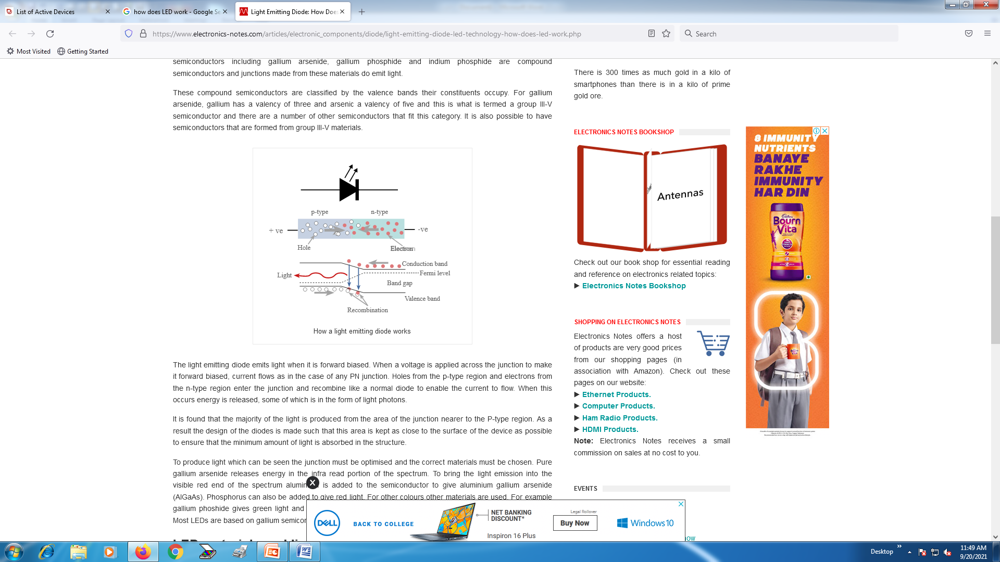 List of Active Devices
how does LED work - Google Se
Light Emitting Diode: How Does
https://www.electronics-notes.com/articles/electronic_components/diode/light-emitting-diode-led-technology-how-does-led-work.php
Search
Most Visited
Getting Started
semiconductors including gallium arsenide, gallium phosphide and indium phosphide are compound
semiconductors and junctions made from these materials do emit light.
These compound semiconductors are classified by the valence bands their constituents occupy. For gallium
arsenide, gallium has a valency of three and arsenic a valency of five and this is what is termed a group III-V
semiconductor and there are a number of other semiconductors that fit this category. It is also possible to have
semiconductors that are formed from group III-V materials.
p-type
n-type
+ ve
-ve
Hole
Electron
Conduction band
Light
Fermi level
Band gap
Valence band
Recombination
How a light emitting diode works
The light emitting diode emits light when it is forward biased. When a voltage is applied across the junction to make
it forward biased, current flows as in the case of any PN junction. Holes from the p-type region and electrons from
the n-type region enter the junction and recombine like a normal diode to enable the current to flow. When this
occurs energy is released, some of which is in the form of light photons.
It is found that the majority of the light is produced from the area of the junction nearer to the P-type region. As a
result the design of the diodes is made such that this area is kept as close to the surface of the device as possible
to ensure that the minimum amount of light is absorbed in the structure.
To produce light which can be seen the junction must be optimised and the correct materials must be chosen. Pure
gallium arsenide releases energy in the infra read portion of the spectrum. To bring the light emission into the
visible red end of the spectrum alumin is added to the semiconductor to give aluminium gallium arsenide
(AlGaAs). Phosphorus can also be added to give red light. For other colours other materials are used. For example
gallium phoshide gives green light and
Most LEDs are based on gallium semicon
There is 300 times as much gold in a kilo of
smartphones than there is in a kilo of prime
gold ore.
ELECTRONICS NOTES BOOKSHOP
Antennas
Check out our book shop for essential reading
and reference on electronics related topics:
▶ Electronics Notes Bookshop
SHOPPING ON ELECTRONICS NOTES
Electronics Notes offers a host
of products are very good prices
from our shopping pages (in
association with Amazon). Check out these
pages on our website:
▶ Ethernet Products.
▶ Computer Products.
▶ Ham Radio Products.
▶ HDMI Products.
Note: Electronics Notes receives a small
commission on sales at no cost to you.
EVENTS
8 IMMUNITY
NUTRIENTS
BANAYE
RAKHE
IMMUNITY
HAR DIN
Cadbury
Bourn
Vita
Bourn
Vita
DELL
BACK TO COLLEGE
NET BANKING
DISCOUNT*
Inspiron 16 Plus
Legal Rollover
Buy Now
Windows 10
Desktop
11:49 AM
9/20/2021